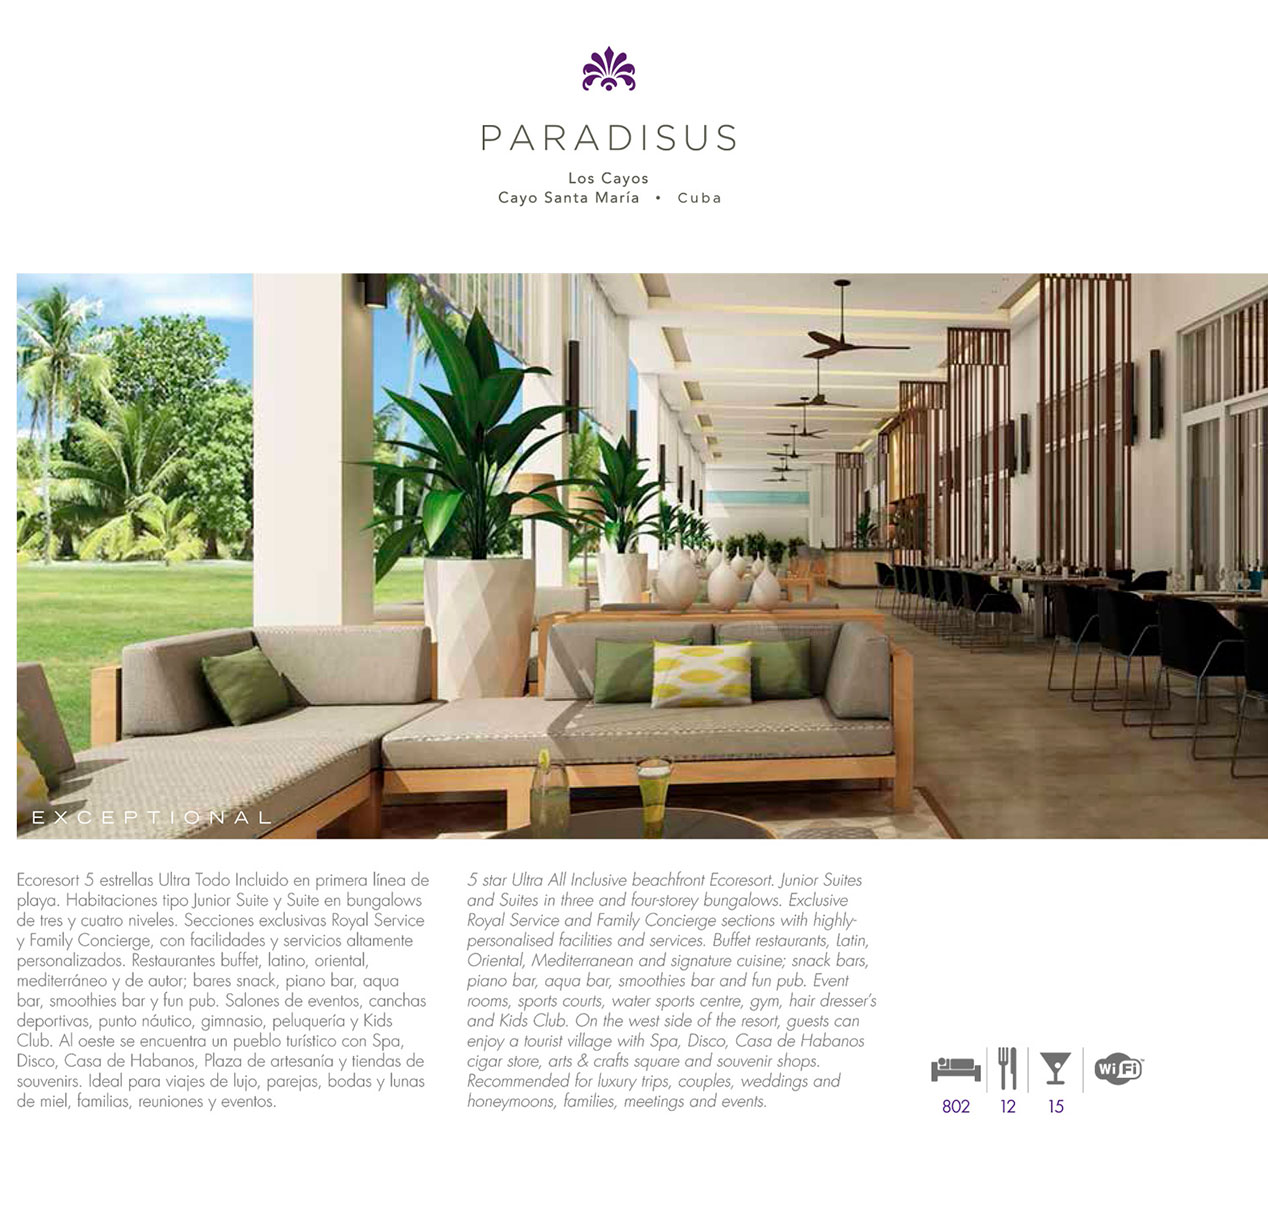 PARADISUS
Los Cayos
Cayo Santa María • Cuba
EXCEPTIONAL
Ecoresort 5 estrellas Ultra Todo Incluido en primera línea de
playa. Habitaciones tipo Junior Suite y Suite en bungalows
de tres y cuatro niveles. Secciones exclusivas Royal Service
y Family Concierge, con facilidades y servicios altamente
personalizados. Restaurantes buffet, latino, oriental,
mediterráneo y de autor; bares snack, piano bar, aqua
bar, smoothies bar y fun pub. Salones de eventos, canchas
deportivas, punto náutico, gimnasio, peluquería y Kids
Club. Al oeste se encuentra un pueblo turístico con Spa,
Disco, Casa de Habanos, Plaza de artesanía y tiendas de
souvenirs. Ideal para viajes de lujo, parejas, bodas y lunas
de miel, familias, reuniones y eventos.
5 star Ultra All Inclusive beachfront Ecoresort. Junior Suites
and Suites in three and four-storey bungalows. Exclusive
Royal Service and Family Concierge sections with highly-
personalised facilities and services. Buffet restaurants, Latin,
Oriental, Mediterranean and signature cuisine; snack bars,
piano bar, aqua bar, smoothies bar and fun pub. Event
rooms, sports courts, water sports centre, gym, hair dresser's
and Kids Club. On the west side of the resort, guests can
enjoy a tourist village with Spa, Disco, Casa de Habanos
cigar store, arts & crafts square and souvenir shops.
Recommended for luxury trips, couples, weddings and
honeymoons, families, meetings and events.
Wi Fi™
802 12 15